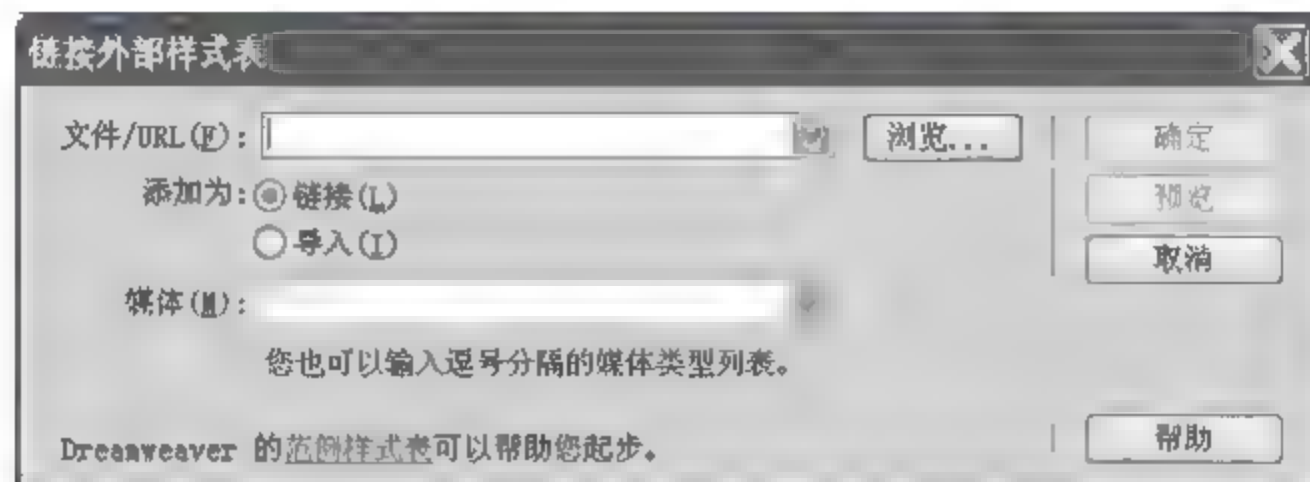 链接外部样式表
文件/URL(F): 浏览... 确定
添加为: 链接(L) 预览
导入(I) 取消
媒体(M):
您也可以输入逗号分隔的媒体类型列表。
Dreamweaver 的范例样式表可以帮助您起步。 帮助